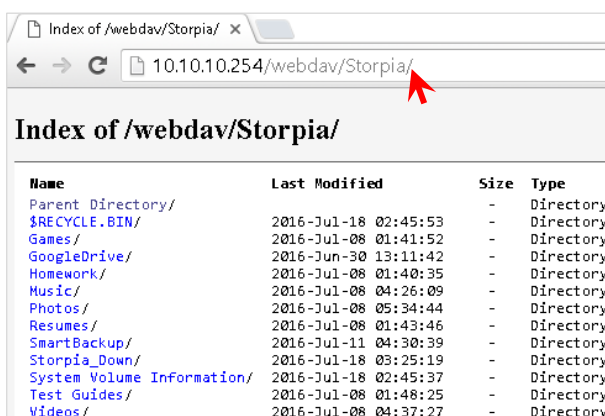 Index of /webdav/Storpia/
10.10.10.254/webdav/Storpia/
Index of /webdav/Storpia/
Name Last Modified Size Type
Parent Directory/ - Directory
$RECYCLE.BIN/ 2016-Jul-18 02:45:53 - Directory
Games/ 2016-Jul-08 01:41:52 - Directory
GoogleDrive/ 2016-Jun-30 13:11:42 - Directory
Homework/ 2016-Jul-08 01:40:35 - Directory
Music/ 2016-Jul-08 04:26:09 - Directory
Photos/ 2016-Jul-08 05:34:44 - Directory
Resumes/ 2016-Jul-08 01:43:46 - Directory
SmartBackup/ 2016-Jul-11 04:30:39 - Directory
Storpia_Down/ 2016-Jul-18 03:25:19 - Directory
System Volume Information/ 2016-Jul-18 02:45:37 - Directory
Test Guides/ 2016-Jul-08 01:48:25 - Directory
Videos/ 2016-Jul-08 04:37:27 - Directory